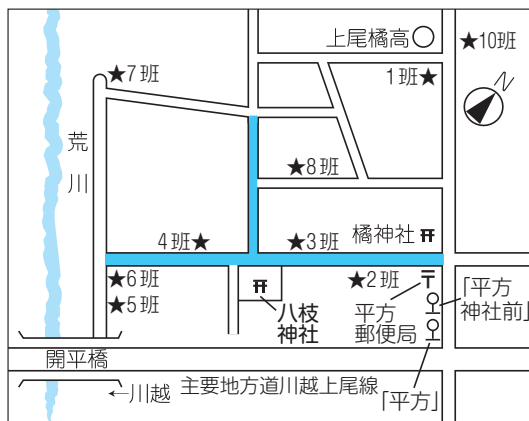 上尾橘高
★10班
★7班
1班★
N
荒
川
★8班
4班★
★3班
橘神社
★6班
★5班
★2班
〒
「平方
神社前」
八枝
神社
平方
郵便局
開平橋
←川越
主要地方道川越上尾線
「平方」